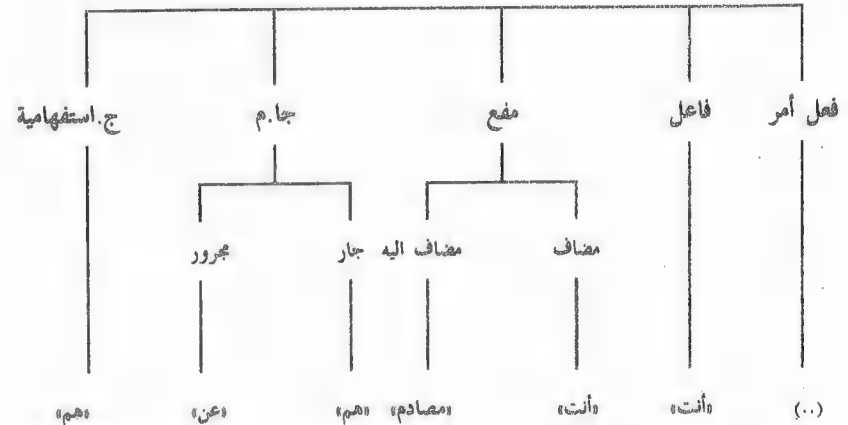 فعل أمر فاعل مفع جا.م ج.استفهامية
مضاف مضاف اليه جار مجرور
(..) «أنت» «أنت» «مصادم» «هم» «عن» «هم»